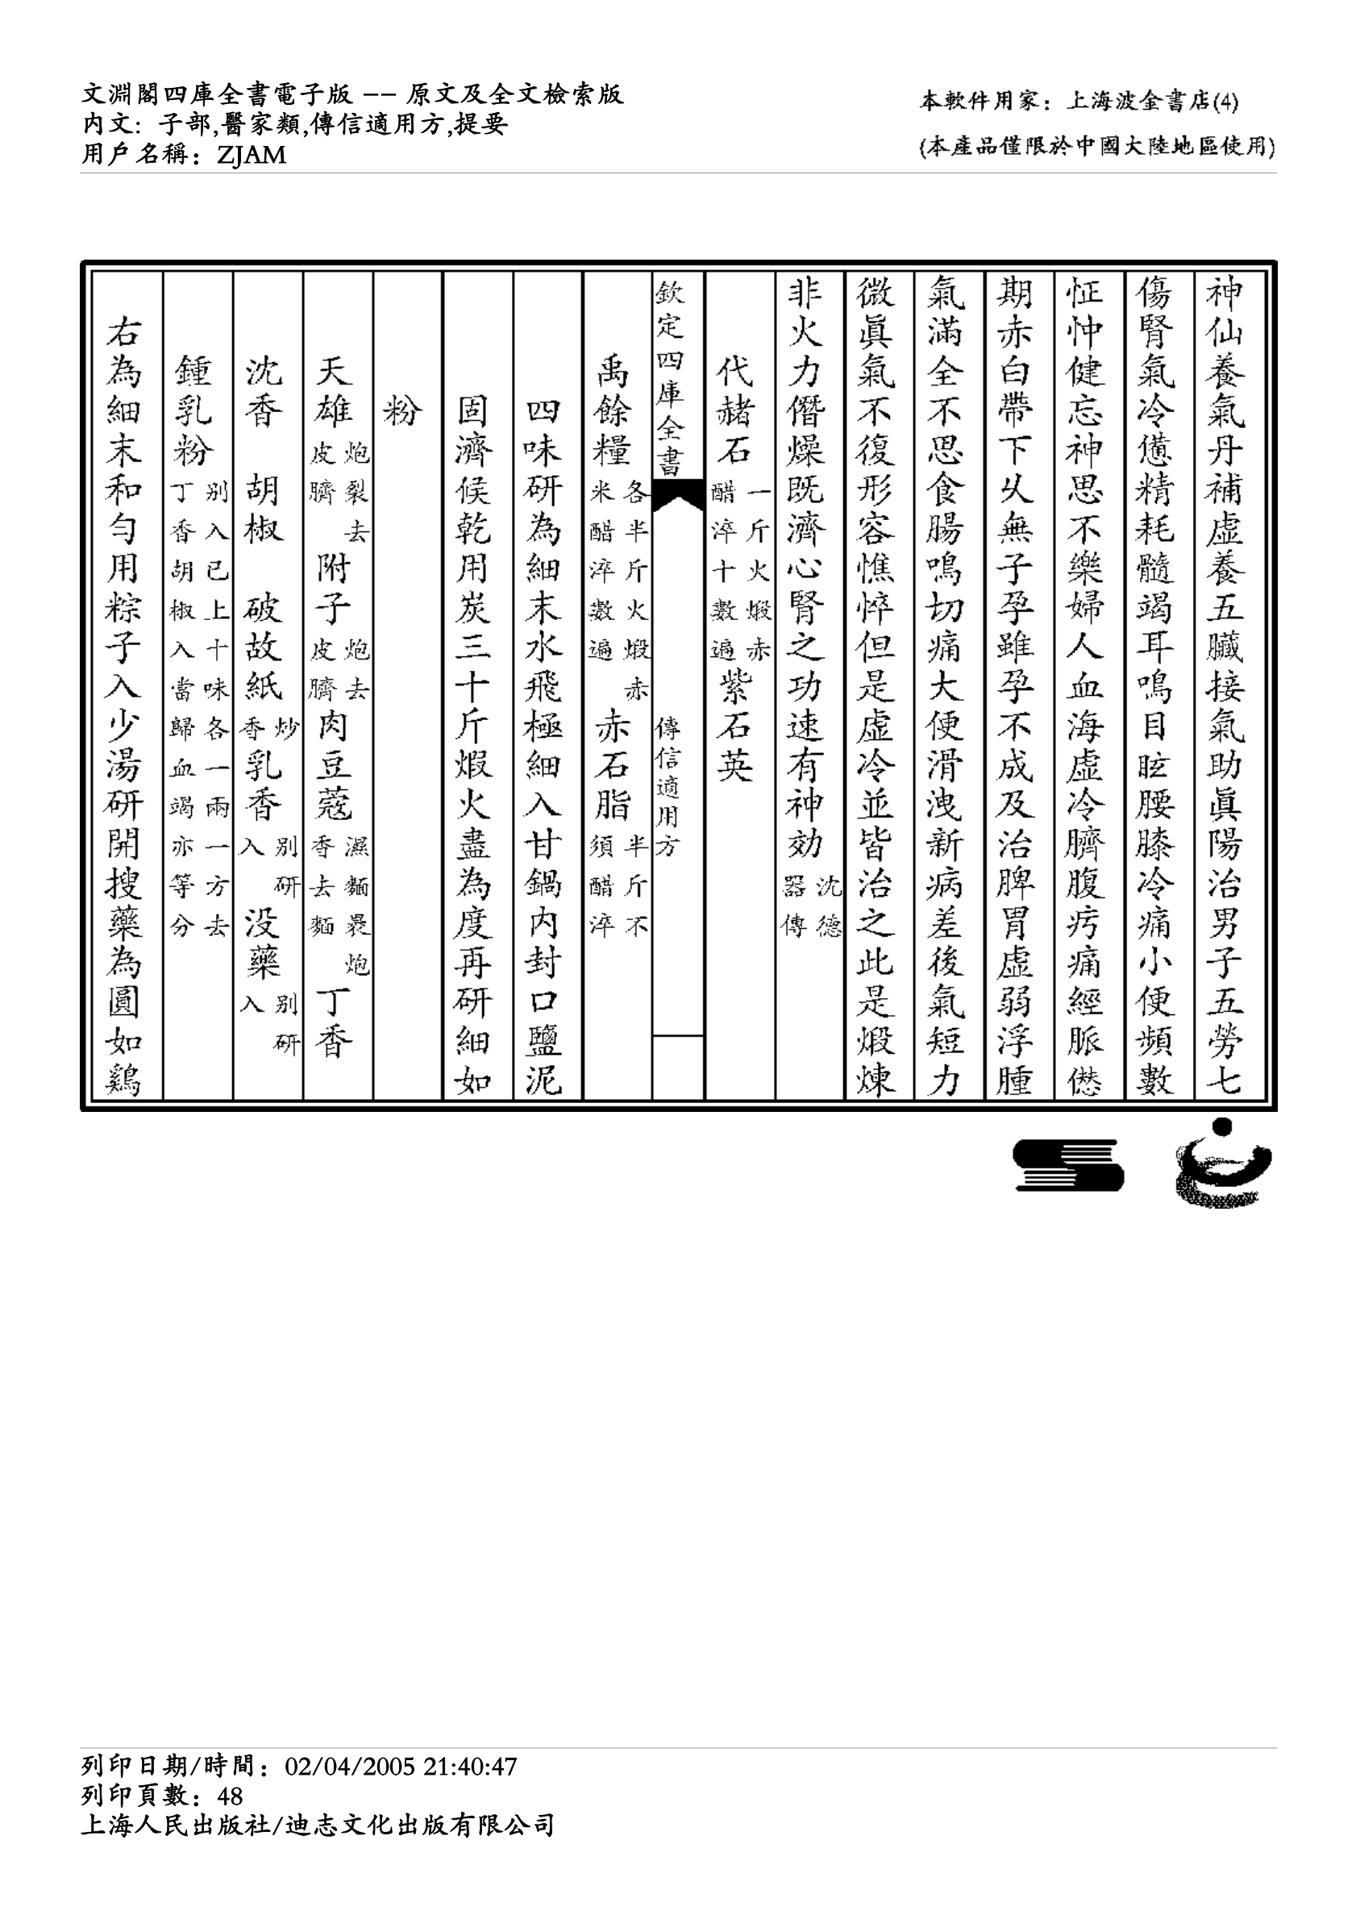 文淵閣四庫全書電子版 −− 原文及全文檢索版
內文: 子部,醫家類,傳信適用方,提要
用戶名稱: ZJAM
本軟件用家: 上海波金書店(4)
(本產品僅限於中國大陸地區使用)
神仙養氣丹補虛養五臟接氣助眞陽治男子五勞七
傷腎氣冷憊精耗髓竭耳鳴目眩腰膝冷痛小便頻數
怔忡健忘神思不樂婦人血海虛冷臍腹㽱痛經脈愆
期赤白帶下乆無子孕雖孕不成及治脾胃虛弱浮腫
氣滿全不思食腸鳴切痛大便滑洩新病差後氣短力
微眞氣不復形容憔悴但是虛冷並皆治之此是煆煉
非火力僭燥既濟心腎之功速有神効沈德器傳
代赭石一斤火煅赤醋淬十數遍紫石英
欽定四庫全書 傳信適用方
禹餘糧各半斤火煅赤米醋淬數遍赤石脂半斤不須醋淬
四味研為細末水飛極細入甘鍋内封口鹽泥
固濟候乾用炭三十斤煆火盡為度再研細如
粉
天雄炮裂去皮臍 附子炮去皮臍肉豆蔻濕麵裹炮香去麵丁香
沈香 胡椒 破故紙炒香乳香别研入没藥别研入
鍾乳粉别入已上十味各一兩一方去丁香胡椒入當歸血竭亦等分
右為細末和勻用粽子入少湯研開搜藥為圓如鷄
列印日期/時間: 02/04/2005 21:40:47
列印頁數: 48
上海人民出版社/迪志文化出版有限公司